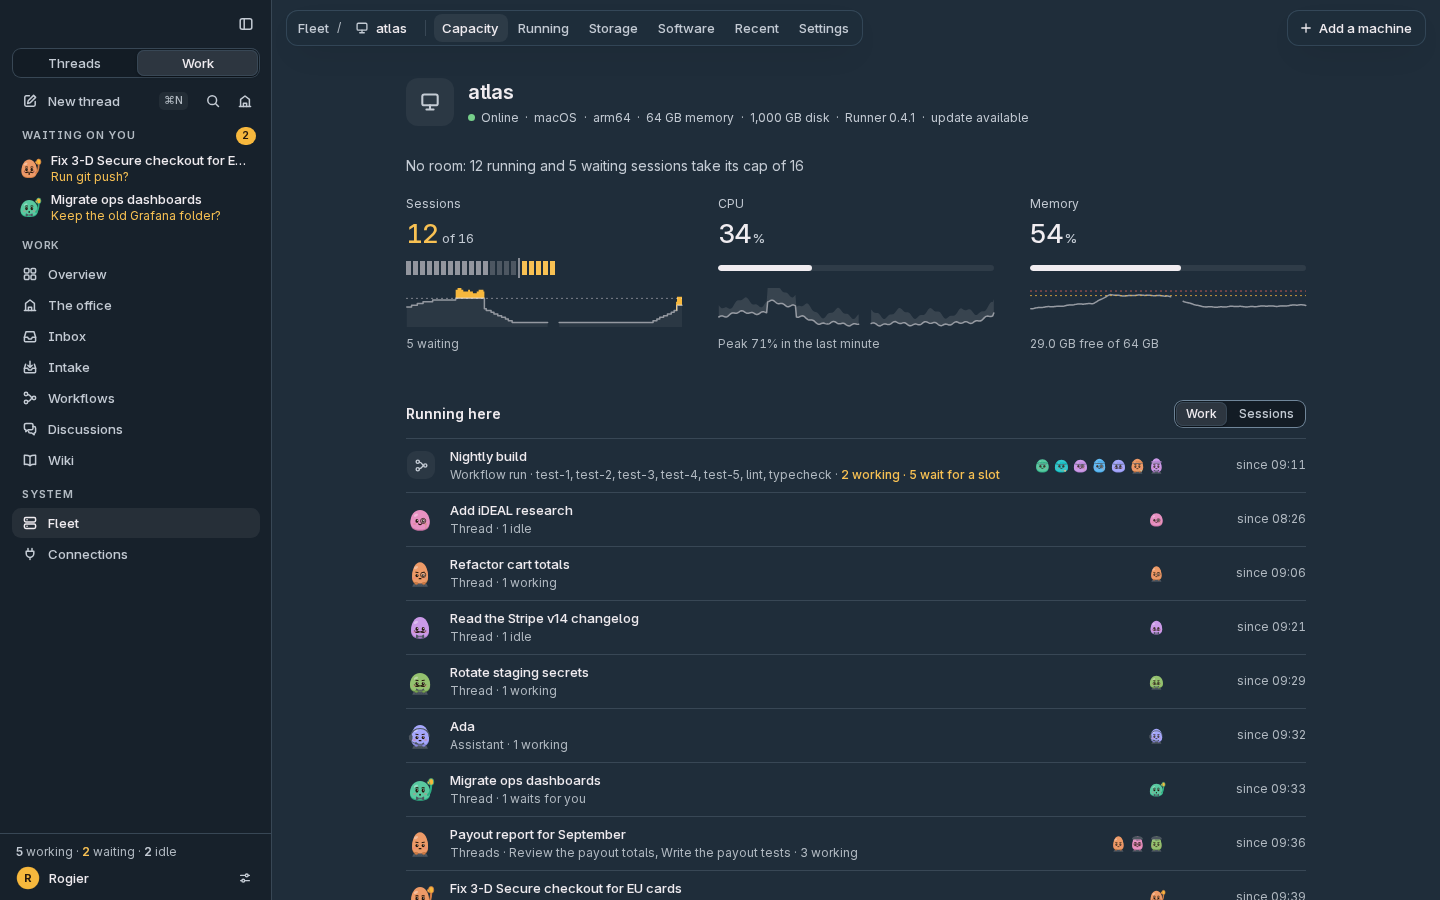 Threads
Work
New thread
⌘N
WAITING ON YOU
2
Fix 3-D Secure checkout for E…
Run git push?
Migrate ops dashboards
Keep the old Grafana folder?
WORK
Overview
The office
Inbox
Intake
Workflows
Discussions
Wiki
SYSTEM
Fleet
Connections
5 working · 2 waiting · 2 idle
R
Rogier
Fleet / atlas
Capacity
Running
Storage
Software
Recent
Settings
Add a machine
atlas
Online · macOS · arm64 · 64 GB memory · 1,000 GB disk · Runner 0.4.1 · update available
No room: 12 running and 5 waiting sessions take its cap of 16
Sessions
12 of 16
5 waiting
CPU
34%
Peak 71% in the last minute
Memory
54%
29.0 GB free of 64 GB
Running here
Work
Sessions
Nightly build
Workflow run · test-1, test-2, test-3, test-4, test-5, lint, typecheck · 2 working · 5 wait for a slot
since 09:11
Add iDEAL research
Thread · 1 idle
since 08:26
Refactor cart totals
Thread · 1 working
since 09:06
Read the Stripe v14 changelog
Thread · 1 idle
since 09:21
Rotate staging secrets
Thread · 1 working
since 09:29
Ada
Assistant · 1 working
since 09:32
Migrate ops dashboards
Thread · 1 waits for you
since 09:33
Payout report for September
Threads · Review the payout totals, Write the payout tests · 3 working
since 09:36
Fix 3-D Secure checkout for EU cards
since 09:39